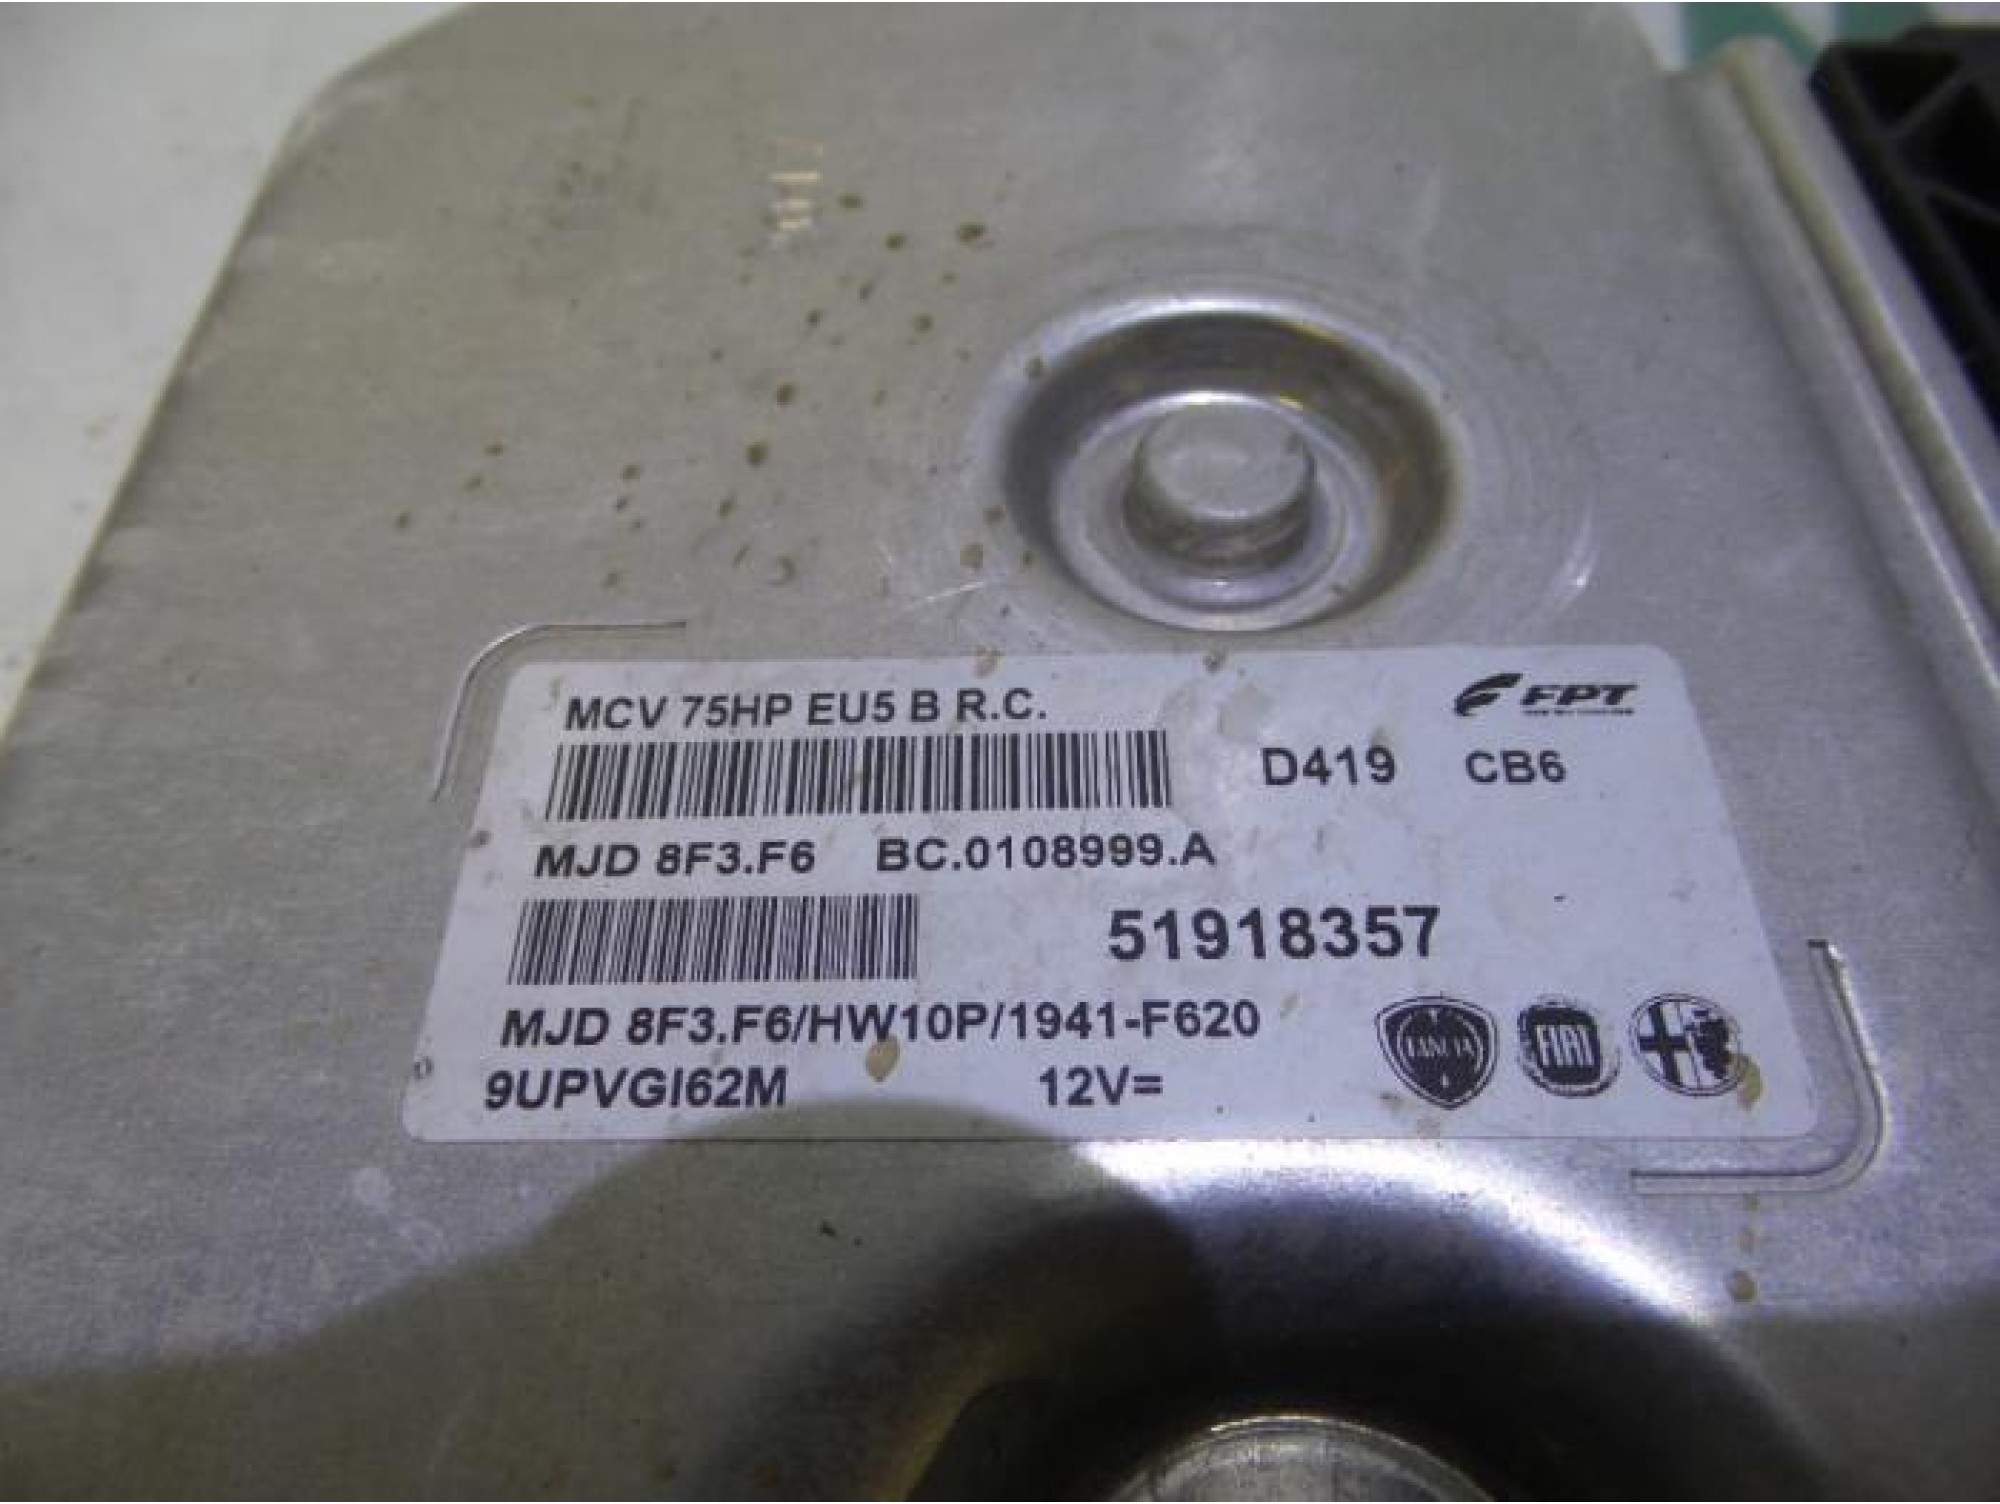 MCV 75HP EU5 B R.C.
FPT
D419 CB6
MJD 8F3.F6 BC.0108999.A
51918357
MJD 8F3.F6/HW10P/1941-F620
LANCIA
FIAT
9UPVGI62M 12V=